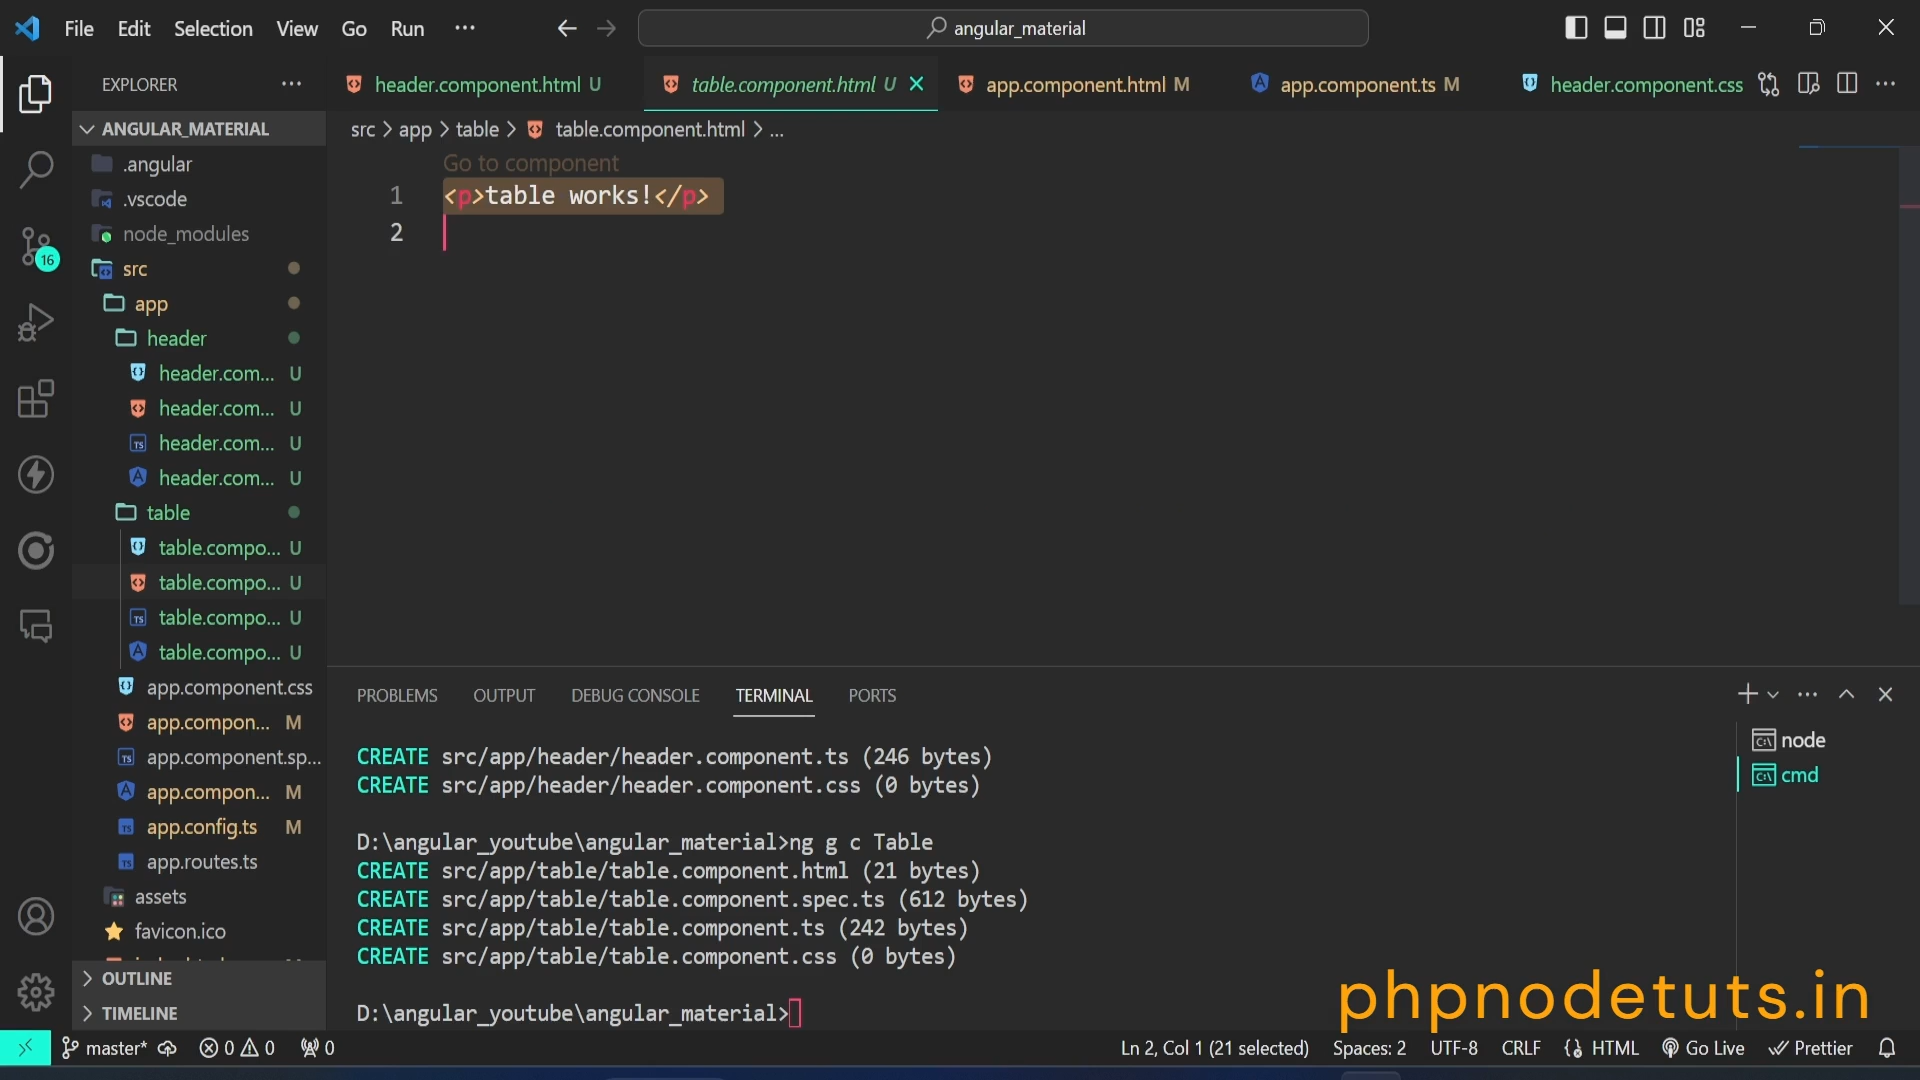 File Edit Selection View Go Run ··· angular_material
EXPLORER ···
ANGULAR_MATERIAL
.angular
.vscode
node_modules
src
app
header
header.com... U
header.com... U
header.com... U
header.com... U
table
table.compo... U
table.compo... U
table.compo... U
table.compo... U
app.component.css
app.compon... M
app.component.sp...
app.compon... M
app.config.ts M
app.routes.ts
assets
favicon.ico
OUTLINE
TIMELINE
16
header.component.html U table.component.html U app.component.html M app.component.ts M header.component.css
src > app > table > table.component.html > ...
Go to component
1 <p>table works!</p>
2
PROBLEMS OUTPUT DEBUG CONSOLE TERMINAL PORTS
CREATE src/app/header/header.component.ts (246 bytes)
CREATE src/app/header/header.component.css (0 bytes)
D:\angular_youtube\angular_material>ng g c Table
CREATE src/app/table/table.component.html (21 bytes)
CREATE src/app/table/table.component.spec.ts (612 bytes)
CREATE src/app/table/table.component.ts (242 bytes)
CREATE src/app/table/table.component.css (0 bytes)
D:\angular_youtube\angular_material>
node
cmd
phpnodetuts.in
master* 0 0 0 Ln 2, Col 1 (21 selected) Spaces: 2 UTF-8 CRLF HTML Go Live Prettier